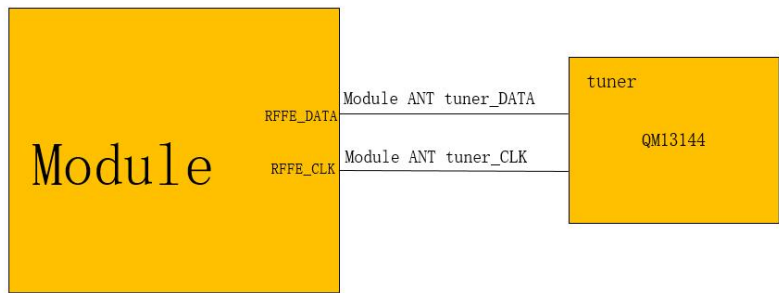 Module
RFFE_DATA
RFFE_CLK
Module ANT tuner_DATA
Module ANT tuner_CLK
tuner
QM13144